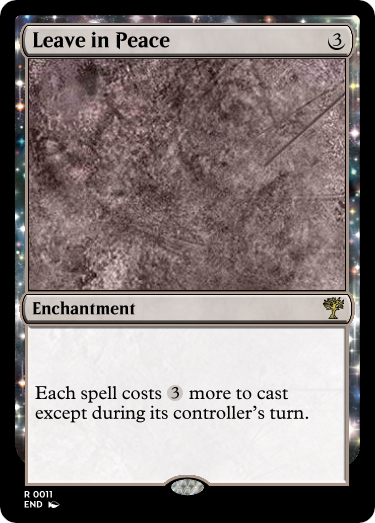 Leave in Peace 3
Enchantment
Each spell costs 3 more to cast
except during its controller's turn.
R 0011
END